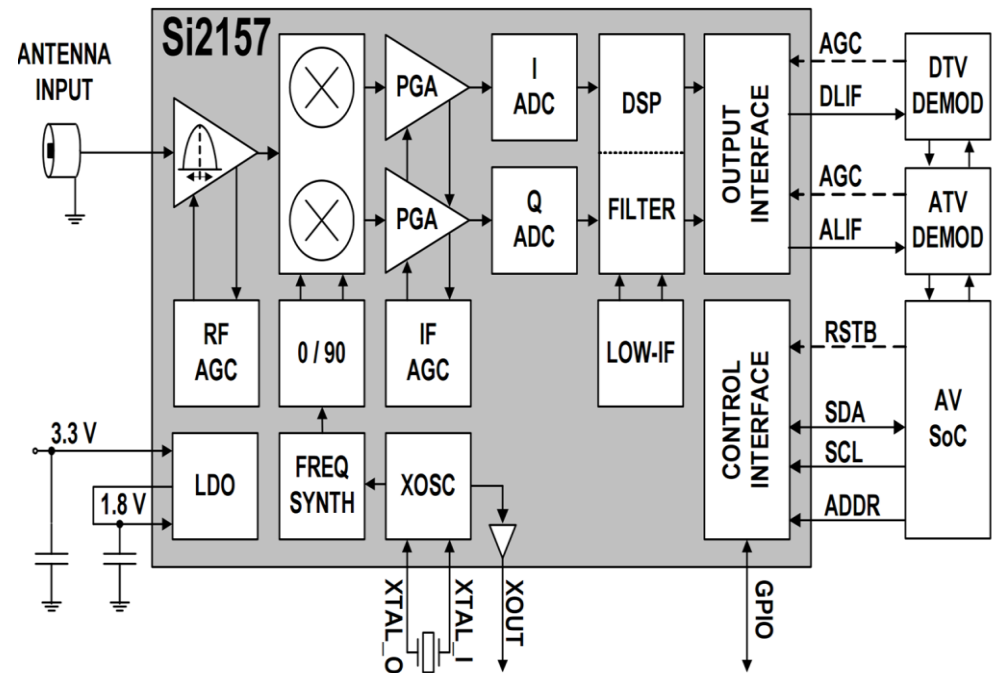 Si2157
ANTENNA
INPUT
PGA
I
ADC
DSP
OUTPUT
INTERFACE
AGC
DLIF
DTV
DEMOD
PGA
Q
ADC
FILTER
AGC
ALIF
ATV
DEMOD
RF
AGC
0 / 90
IF
AGC
LOW-IF
CONTROL
INTERFACE
RSTB
SDA
SCL
ADDR
AV
SoC
3.3 V
1.8 V
LDO
FREQ
SYNTH
XOSC
XTAL_O
XTAL_I
XOUT
GPIO